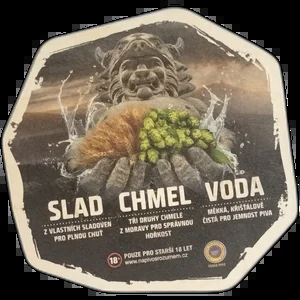 SLAD CHMEL VODA
Z VLASTNÍCH SLADOVEN
PRO PLNOU CHUŤ
TŘI DRUHY CHMELE
Z MORAVY PRO SPRÁVNOU
HOŘKOST
MĚKKÁ, KŘIŠŤÁLOVĚ
ČISTÁ PRO JEMNOST PIVA
18+ POUZE PRO STARŠÍ 18 LET
www.napivosrozumem.cz